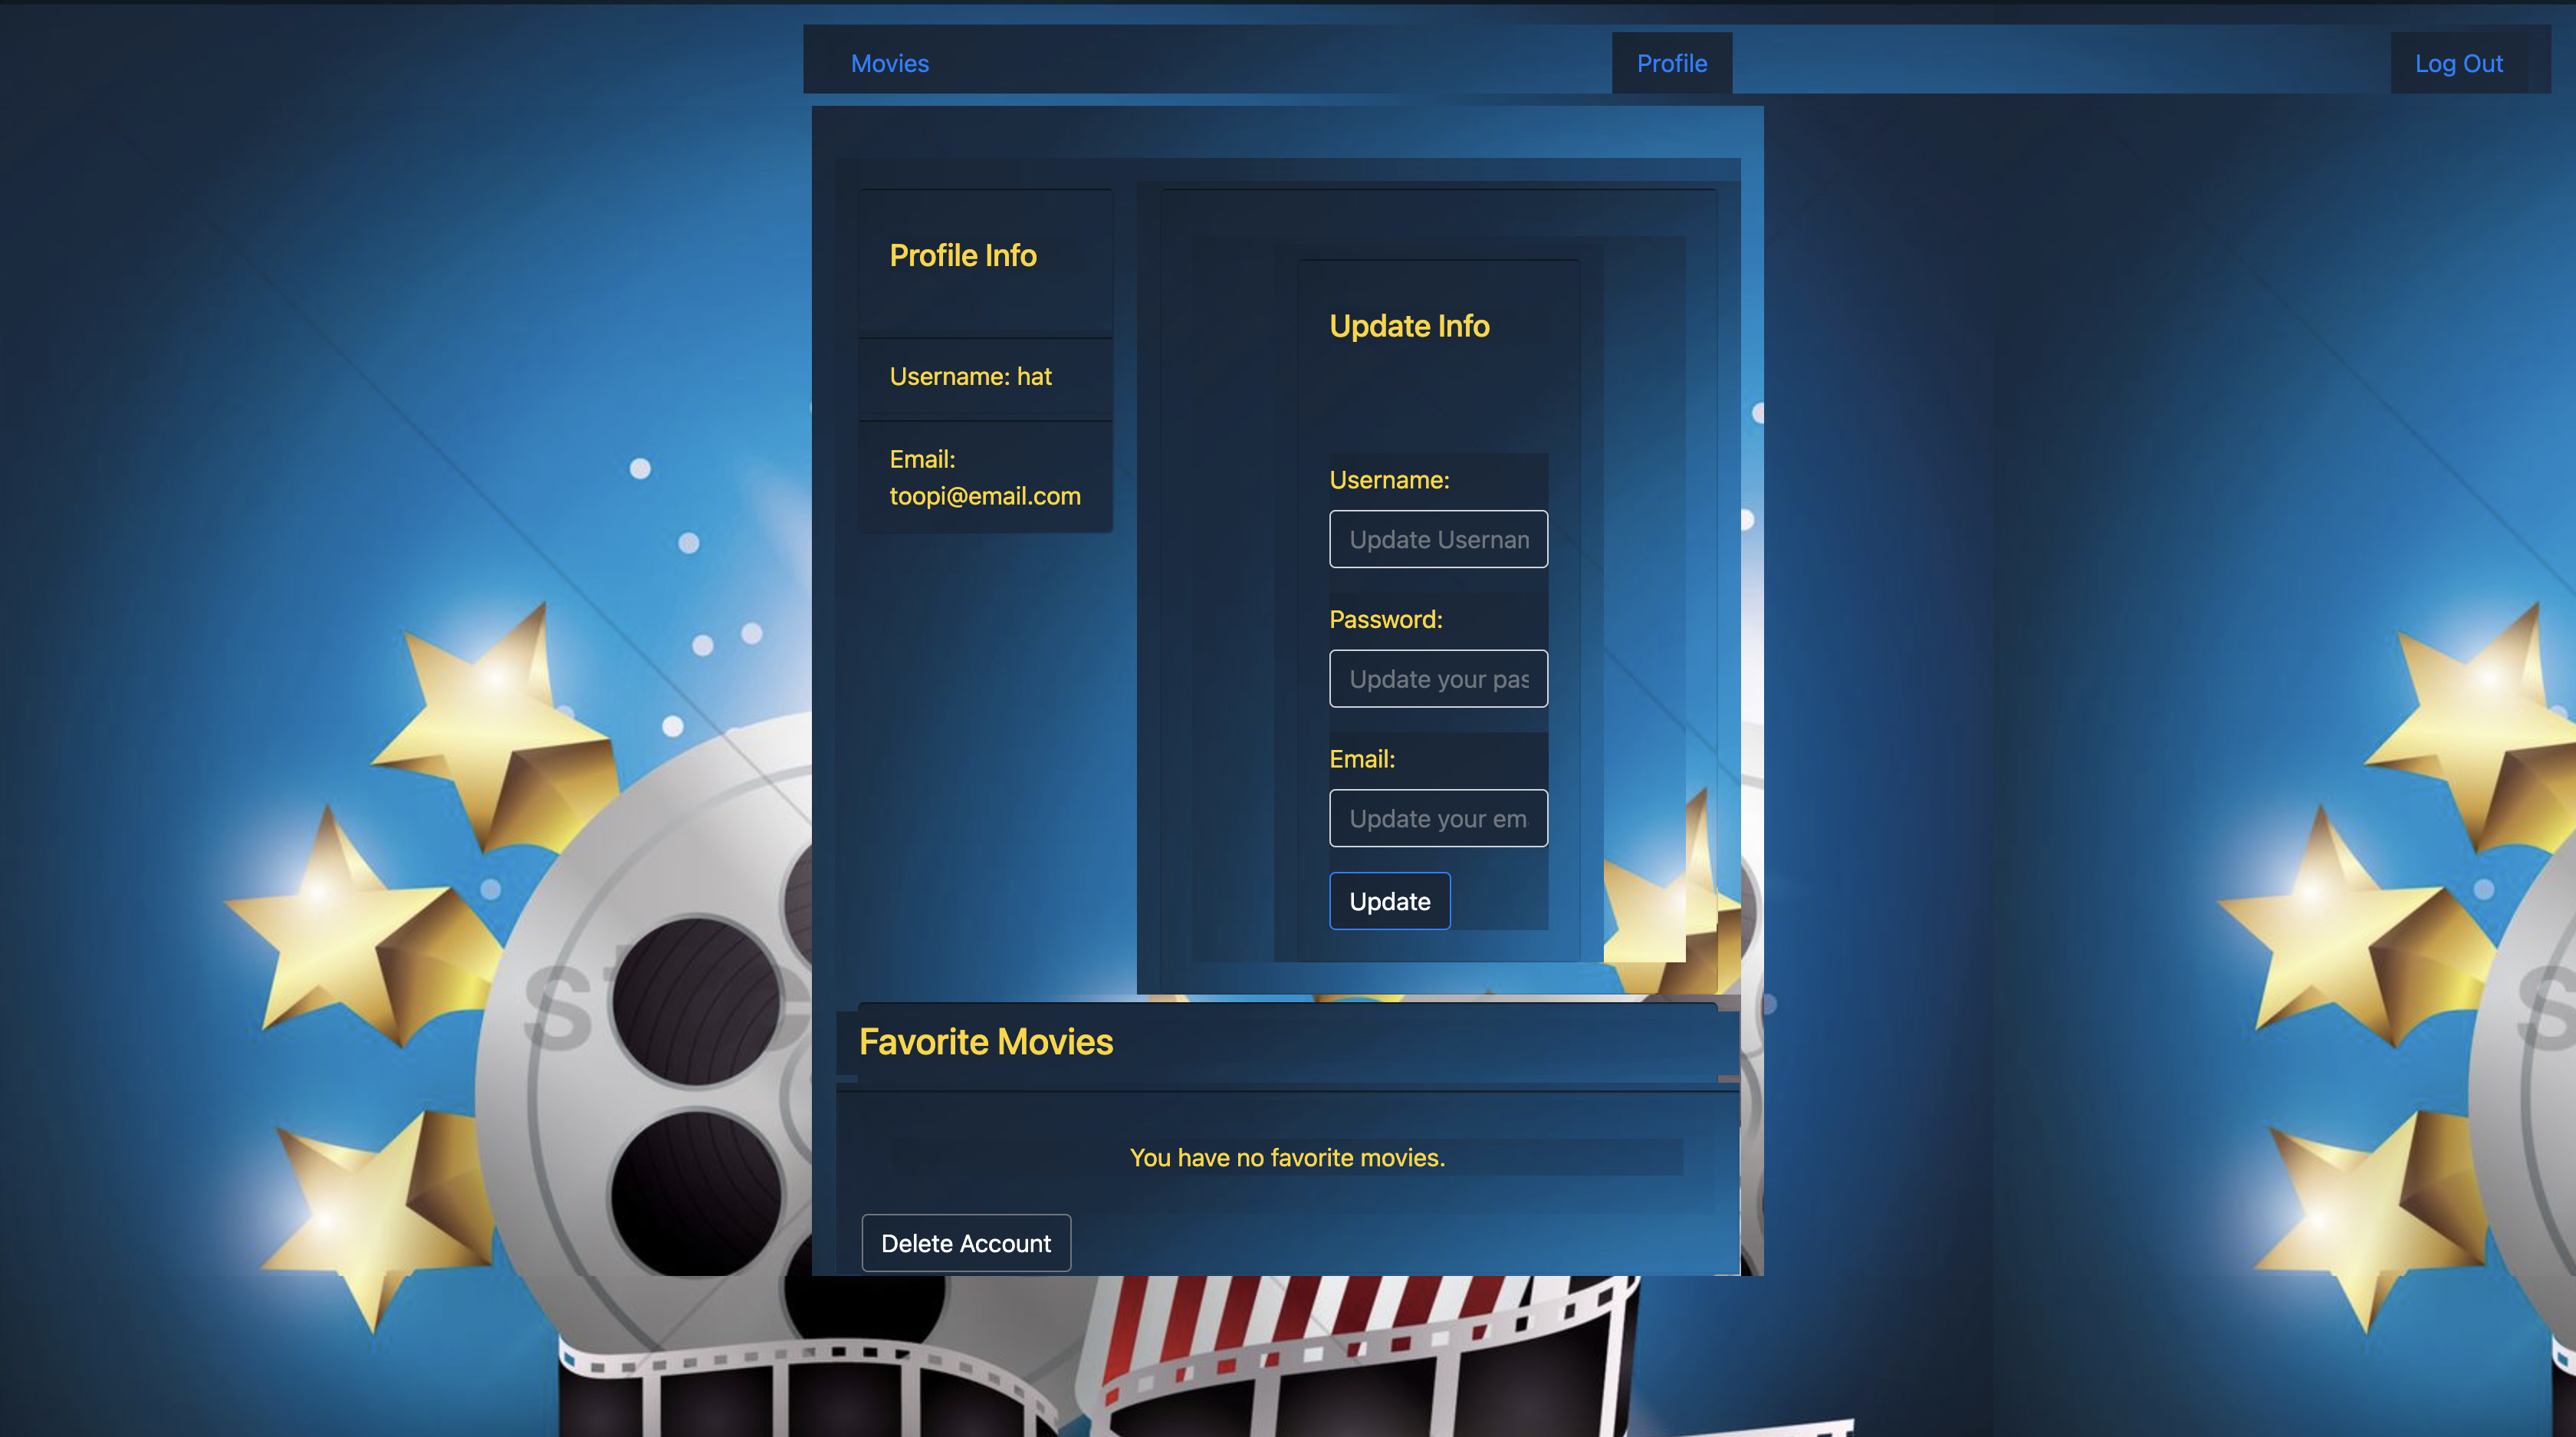 Movies
Profile
Log Out
Profile Info
Username: hat
Email:
toopi@email.com
Update Info
Username:
Update Usernan
Password:
Update your pas
Email:
Update your em
Update
Favorite Movies
You have no favorite movies.
Delete Account